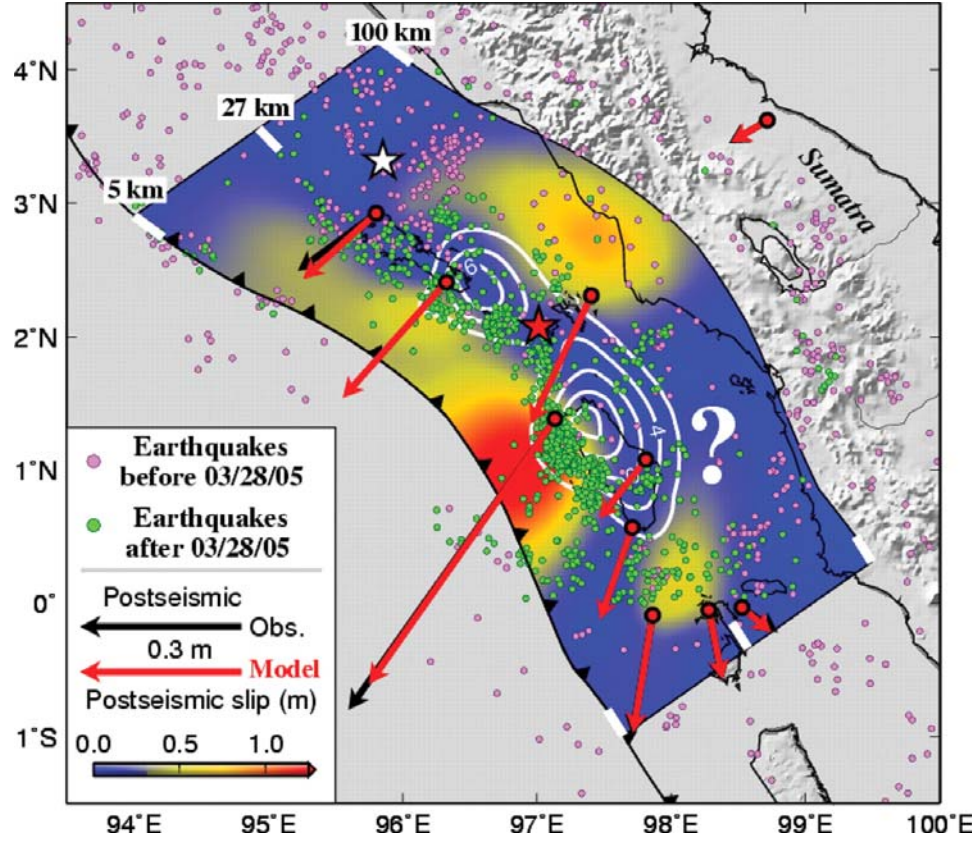 100 km
27 km
5 km
4°N
3°N
2°N
1°N
0°
1°S
Sumatra
6
4
?
Earthquakes
before 03/28/05
Earthquakes
after 03/28/05
Postseismic
Obs.
0.3 m
Model
Postseismic slip (m)
0.0 0.5 1.0
94°E 95°E 96°E 97°E 98°E 99°E 100°E